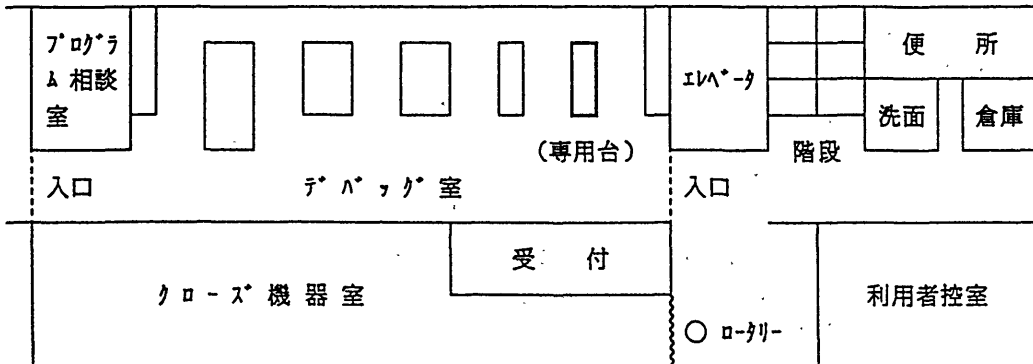 ﾌﾟﾛｸﾞﾗ
ﾑ 相談
室
ｴﾚﾍﾞｰﾀ
便 所
洗面
倉庫
(専用台)
階段
入口
ﾃﾞﾊﾞｯｸﾞ室
入口
受 付
ｸﾛｰｽﾞ機器室
利用者控室
ﾛｰﾀﾘｰ